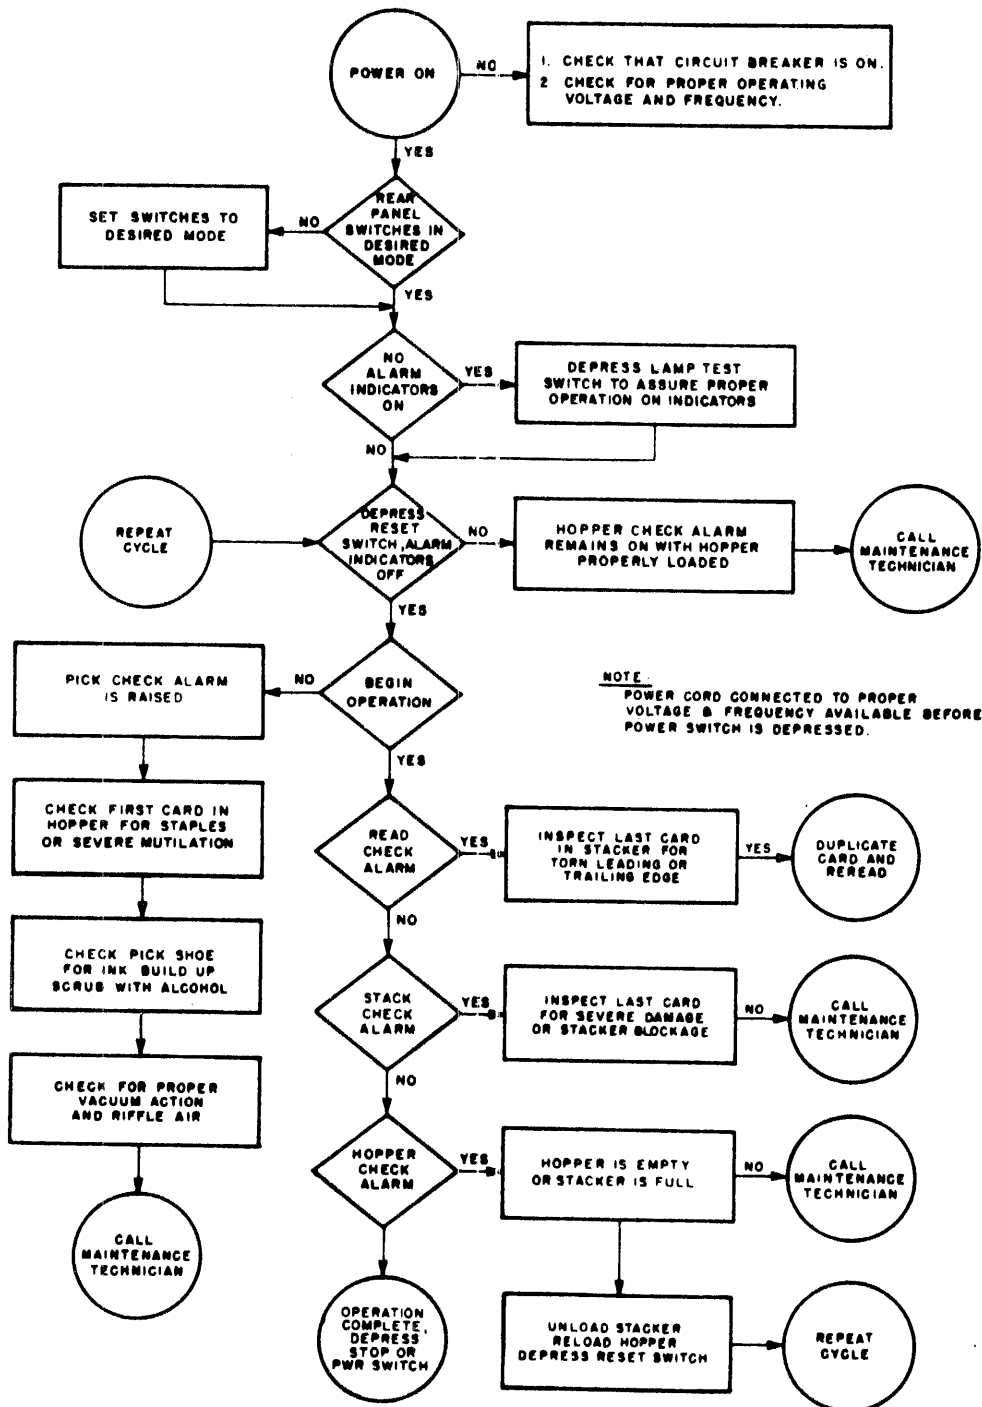 POWER ON
NO
1. CHECK THAT CIRCUIT BREAKER IS ON.
2 CHECK FOR PROPER OPERATING
VOLTAGE AND FREQUENCY.
YES
REAR
PANEL
SWITCHES IN
DESIRED
MODE
NO
SET SWITCHES TO
DESIRED MODE
YES
NO
ALARM
INDICATORS
ON
YES
DEPRESS LAMP TEST
SWITCH TO ASSURE PROPER
OPERATION ON INDICATORS
NO
REPEAT
CYCLE
DEPRESS
RESET
SWITCH, ALARM
INDICATORS
OFF
NO
HOPPER CHECK ALARM
REMAINS ON WITH HOPPER
PROPERLY LOADED
CALL
MAINTENANCE
TECHNICIAN
YES
BEGIN
OPERATION
NO
PICK CHECK ALARM
IS RAISED
NOTE:
POWER CORD CONNECTED TO PROPER
VOLTAGE & FREQUENCY AVAILABLE BEFORE
POWER SWITCH IS DEPRESSED.
YES
CHECK FIRST CARD IN
HOPPER FOR STAPLES
OR SEVERE MUTILATION
READ
CHECK
ALARM
YES
INSPECT LAST CARD
IN STACKER FOR
TORN LEADING OR
TRAILING EDGE
YES
DUPLICATE
CARD AND
REREAD
NO
CHECK PICK SHOE
FOR INK BUILD UP
SCRUB WITH ALCOHOL
STACK
CHECK
ALARM
YES
INSPECT LAST CARD
FOR SEVERE DAMAGE
OR STACKER BLOCKAGE
NO
CALL
MAINTENANCE
TECHNICIAN
NO
CHECK FOR PROPER
VACUUM ACTION
AND RIFFLE AIR
HOPPER
CHECK
ALARM
YES
HOPPER IS EMPTY
OR STACKER IS FULL
NO
CALL
MAINTENANCE
TECHNICIAN
CALL
MAINTENANCE
TECHNICIAN
OPERATION
COMPLETE,
DEPRESS
STOP OR
PWR SWITCH
UNLOAD STACKER
RELOAD HOPPER
DEPRESS RESET SWITCH
REPEAT
CYCLE